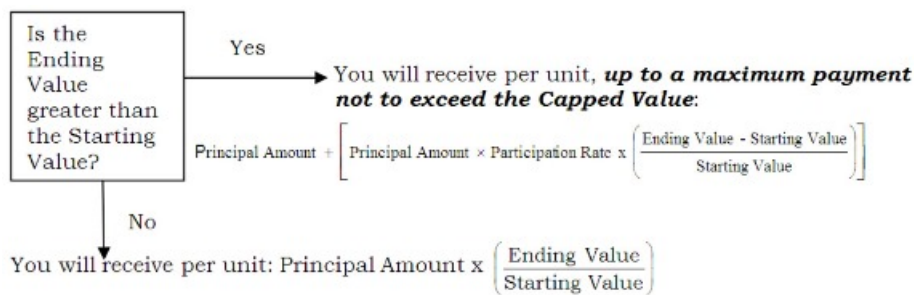 Is the
Ending
Value
greater than
the Starting
Value?
Yes
You will receive per unit, up to a maximum payment
not to exceed the Capped Value:
Principal Amount + [ Principal Amount × Participation Rate x ( Ending Value - Starting Value / Starting Value ) ]
No
You will receive per unit: Principal Amount x ( Ending Value / Starting Value )